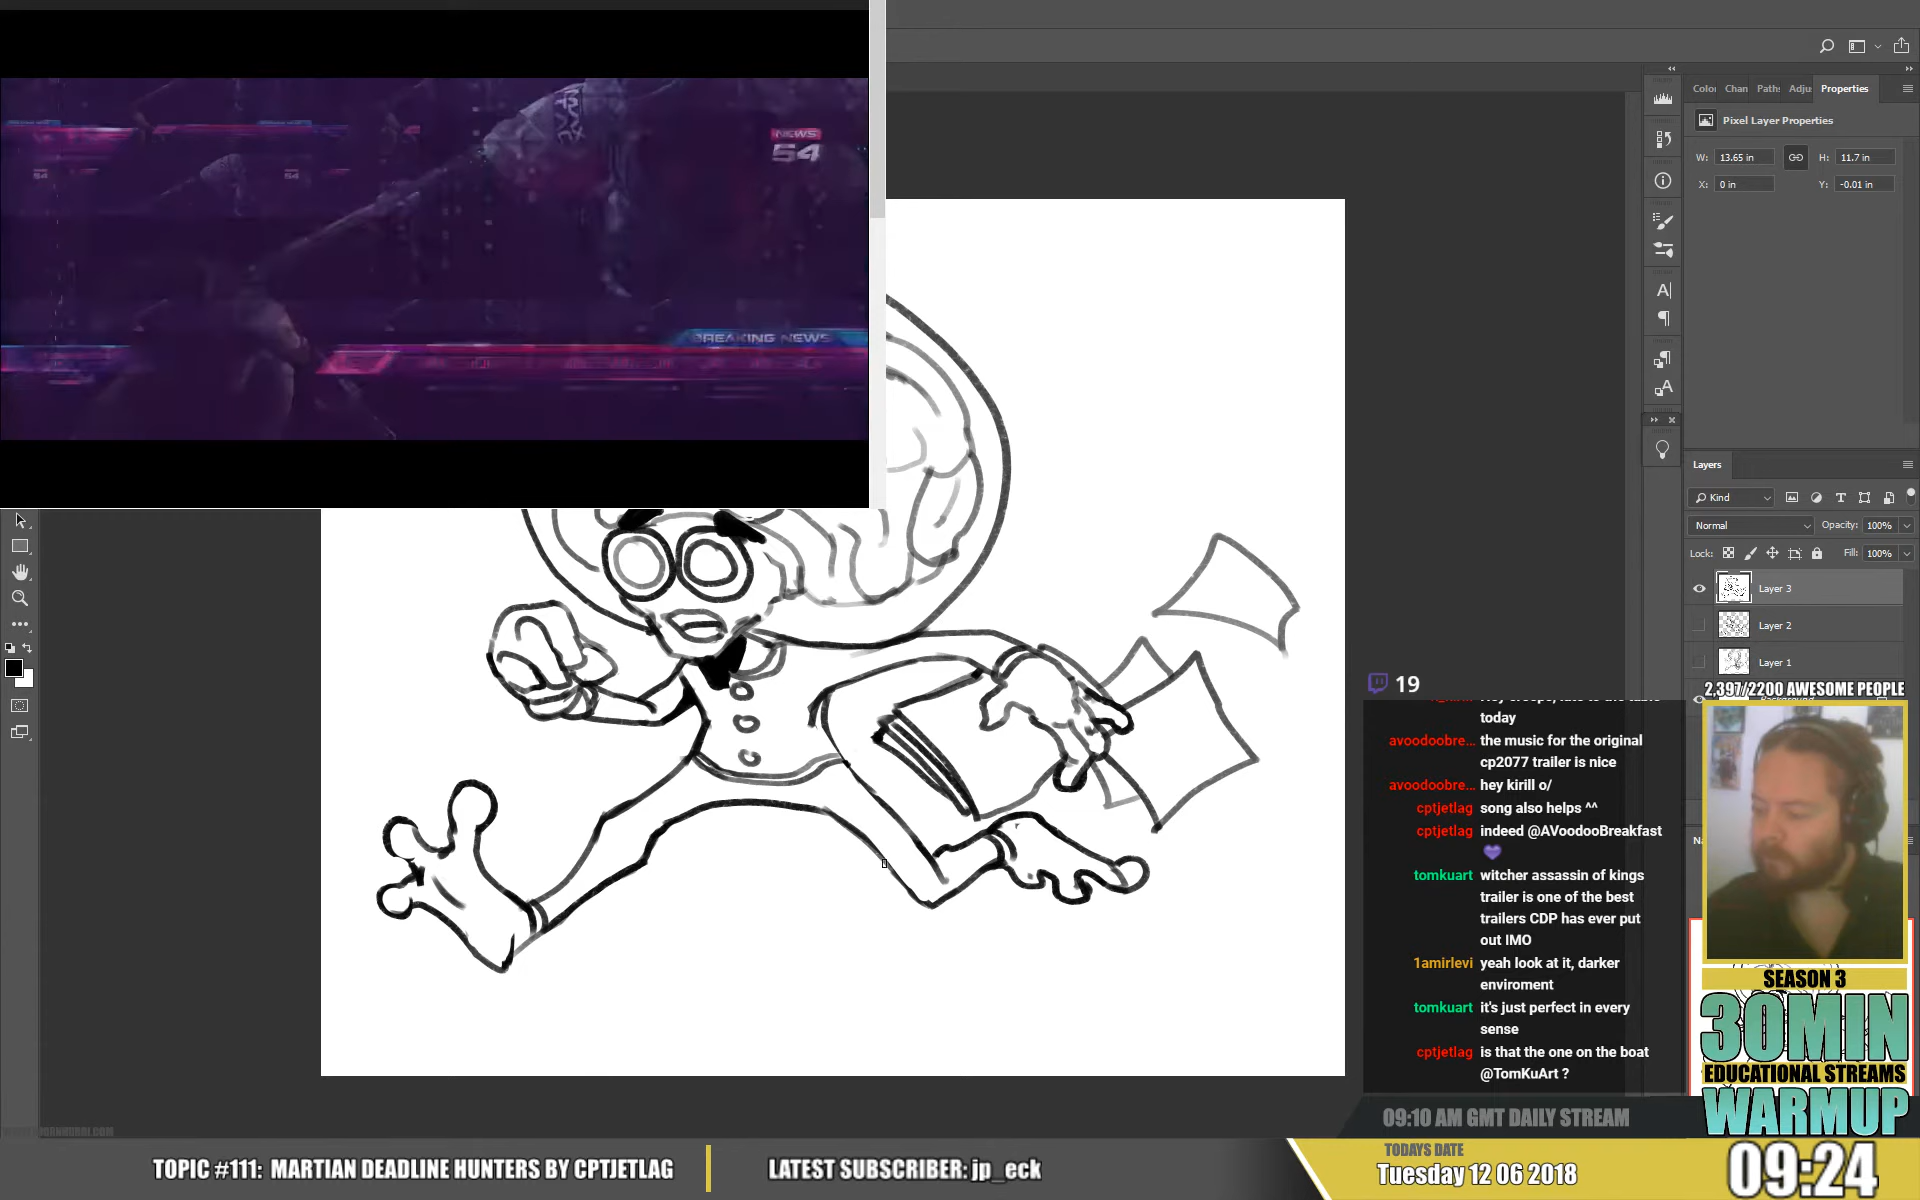 NEWS
54
54
54
BREAKING NEWS
Chan
Paths
Properties
Pixel Layer Properties
W: 13.65 in
H: 11.7 in
X: 0 in
Y: -0.01 in
Layers
Kind
Normal
Opacity: 100%
Lock:
Fill: 100%
Layer 3
Layer 2
Layer 1
2,397/2200 AWESOME PEOPLE
19
today
avoodoobre... the music for the original
cp2077 trailer is nice
avoodoobre... hey kirill o/
cptjetlag song also helps ^^
cptjetlag indeed @AVoodooBreakfast
tomkuart witcher assassin of kings
trailer is one of the best
trailers CDP has ever put
out IMO
1amirlevi yeah look at it, darker
enviroment
tomkuart it's just perfect in every
sense
cptjetlag is that the one on the boat
@TomKuArt ?
SEASON 3
30MIN
EDUCATIONAL STREAMS
WARMUP
09:10 AM GMT DAILY STREAM
TOPIC #111: MARTIAN DEADLINE HUNTERS BY CPTJETLAG
LATEST SUBSCRIBER: jp_eck
TODAYS DATE
Tuesday 12 06 2018
09:24